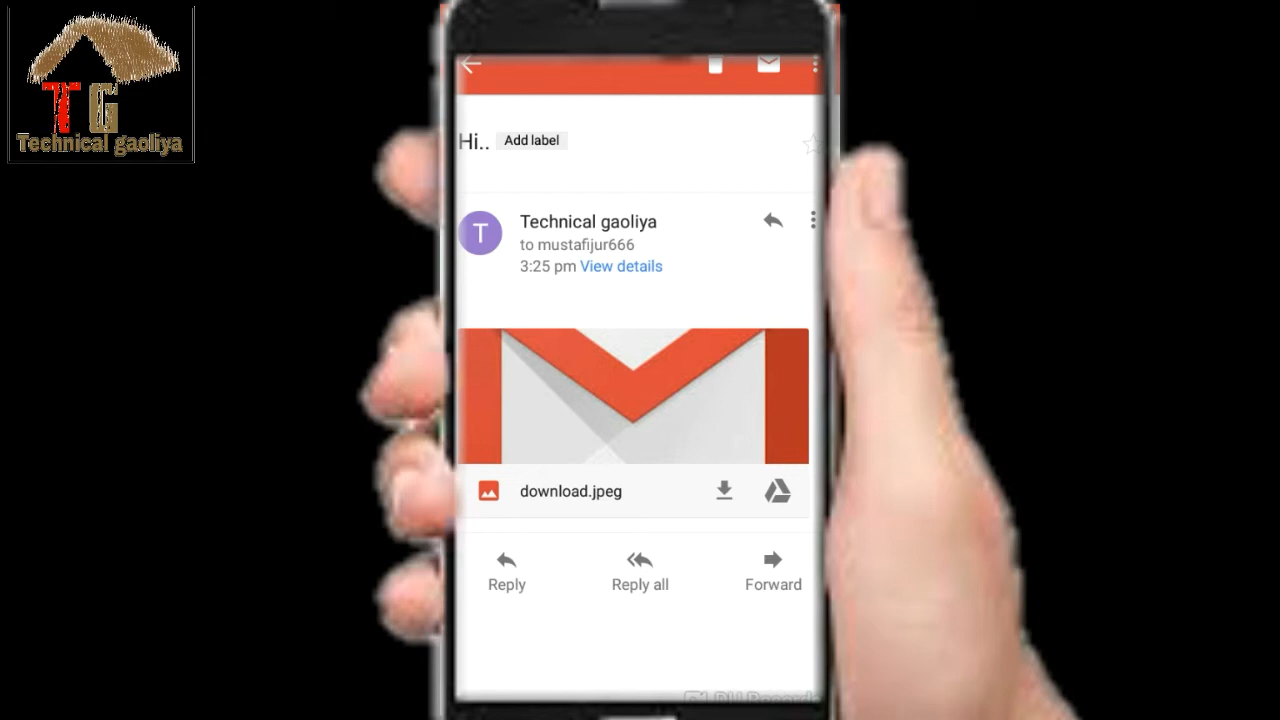 TG
Technical gaoliya
Hi.. Add label
T
Technical gaoliya
to mustafijur666
3:25 pm View details
download.jpeg
Reply Reply all Forward